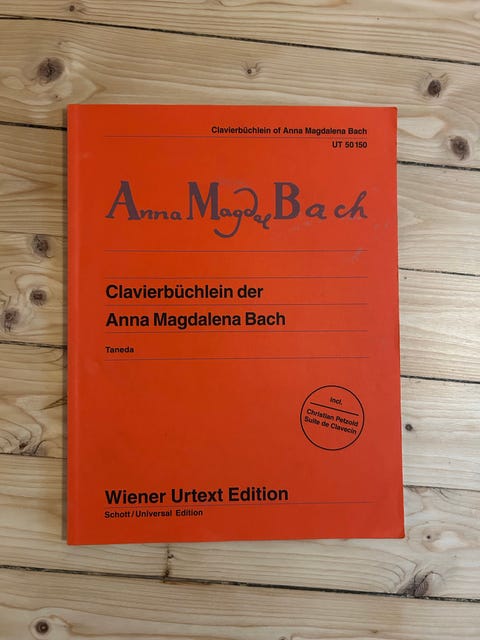 Clavierbüchlein of Anna Magdalena Bach
UT 50150
Anna Magdal Bach
Clavierbüchlein der
Anna Magdalena Bach
Taneda
incl.
Christian Petzold
Suite de Clavecin
Wiener Urtext Edition
Schott/Universal Edition